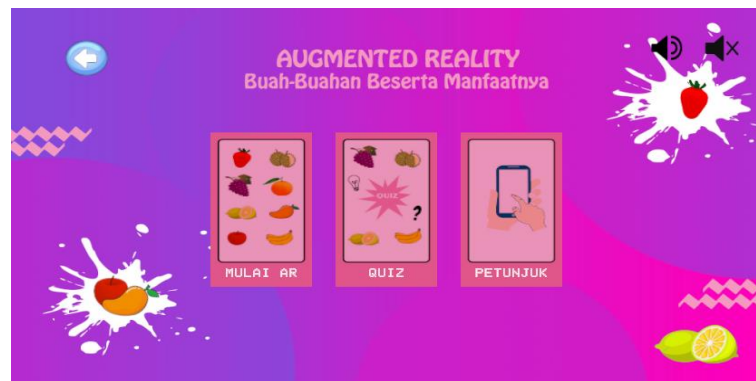 AUGMENTED REALITY
Buah-Buahan Beserta Manfaatnya
QUIZ
?
MULAI AR
QUIZ
PETUNJUK